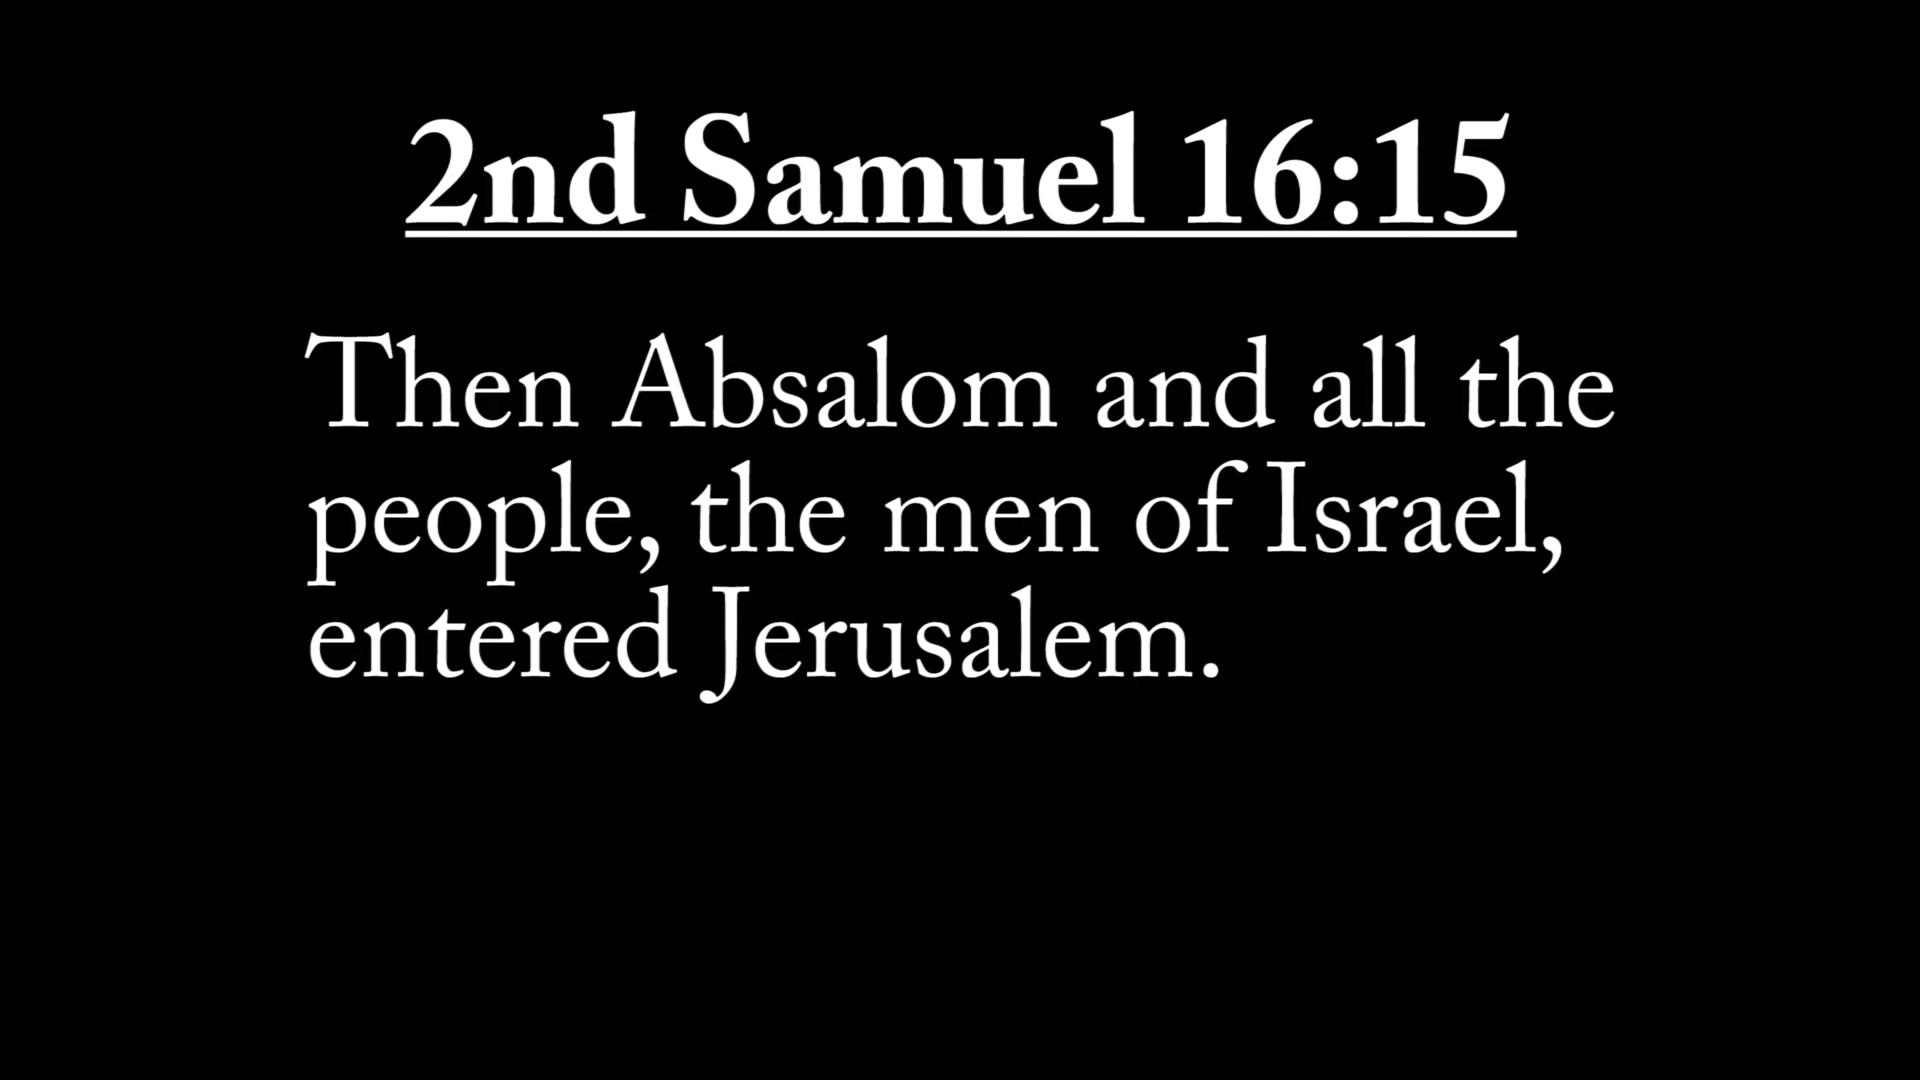 2nd Samuel 16:15
Then Absalom and all the
people, the men of Israel,
entered Jerusalem.